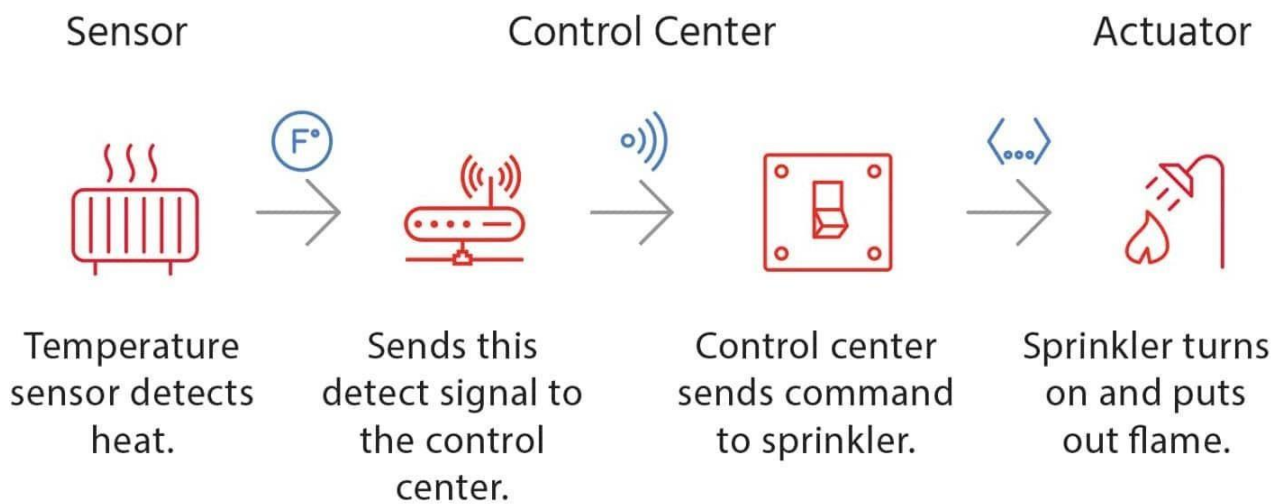 Sensor
Control Center
Actuator
F°
Temperature
sensor detects
heat.
Sends this
detect signal to
the control
center.
Control center
sends command
to sprinkler.
Sprinkler turns
on and puts
out flame.